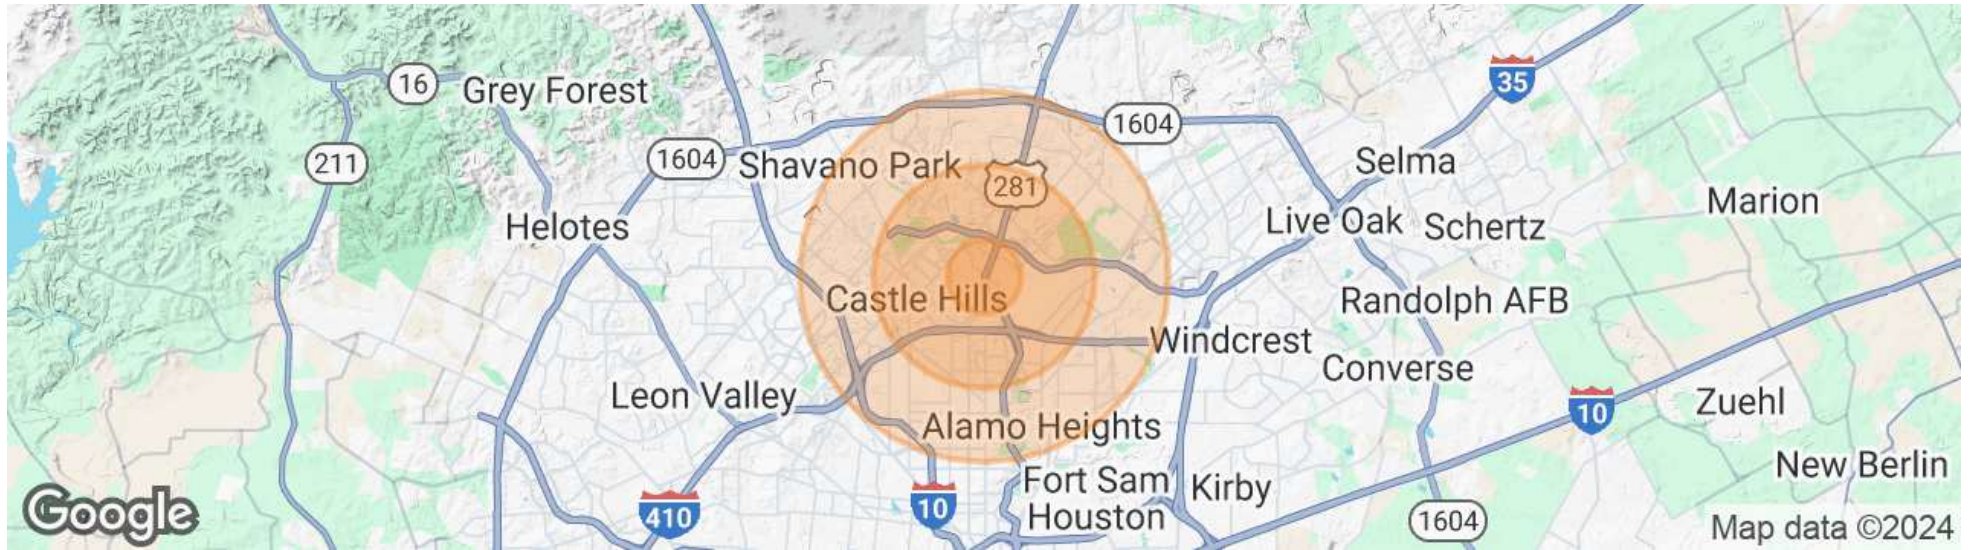 35
16
Grey Forest
1604
1604
211
Shavano Park
Selma
281
Marion
Helotes
Live Oak
Schertz
Castle Hills
Randolph AFB
Windcrest
Converse
Leon Valley
Zuehl
10
Alamo Heights
New Berlin
Fort Sam
Houston
Kirby
10
410
1604
Google
Map data ©2024